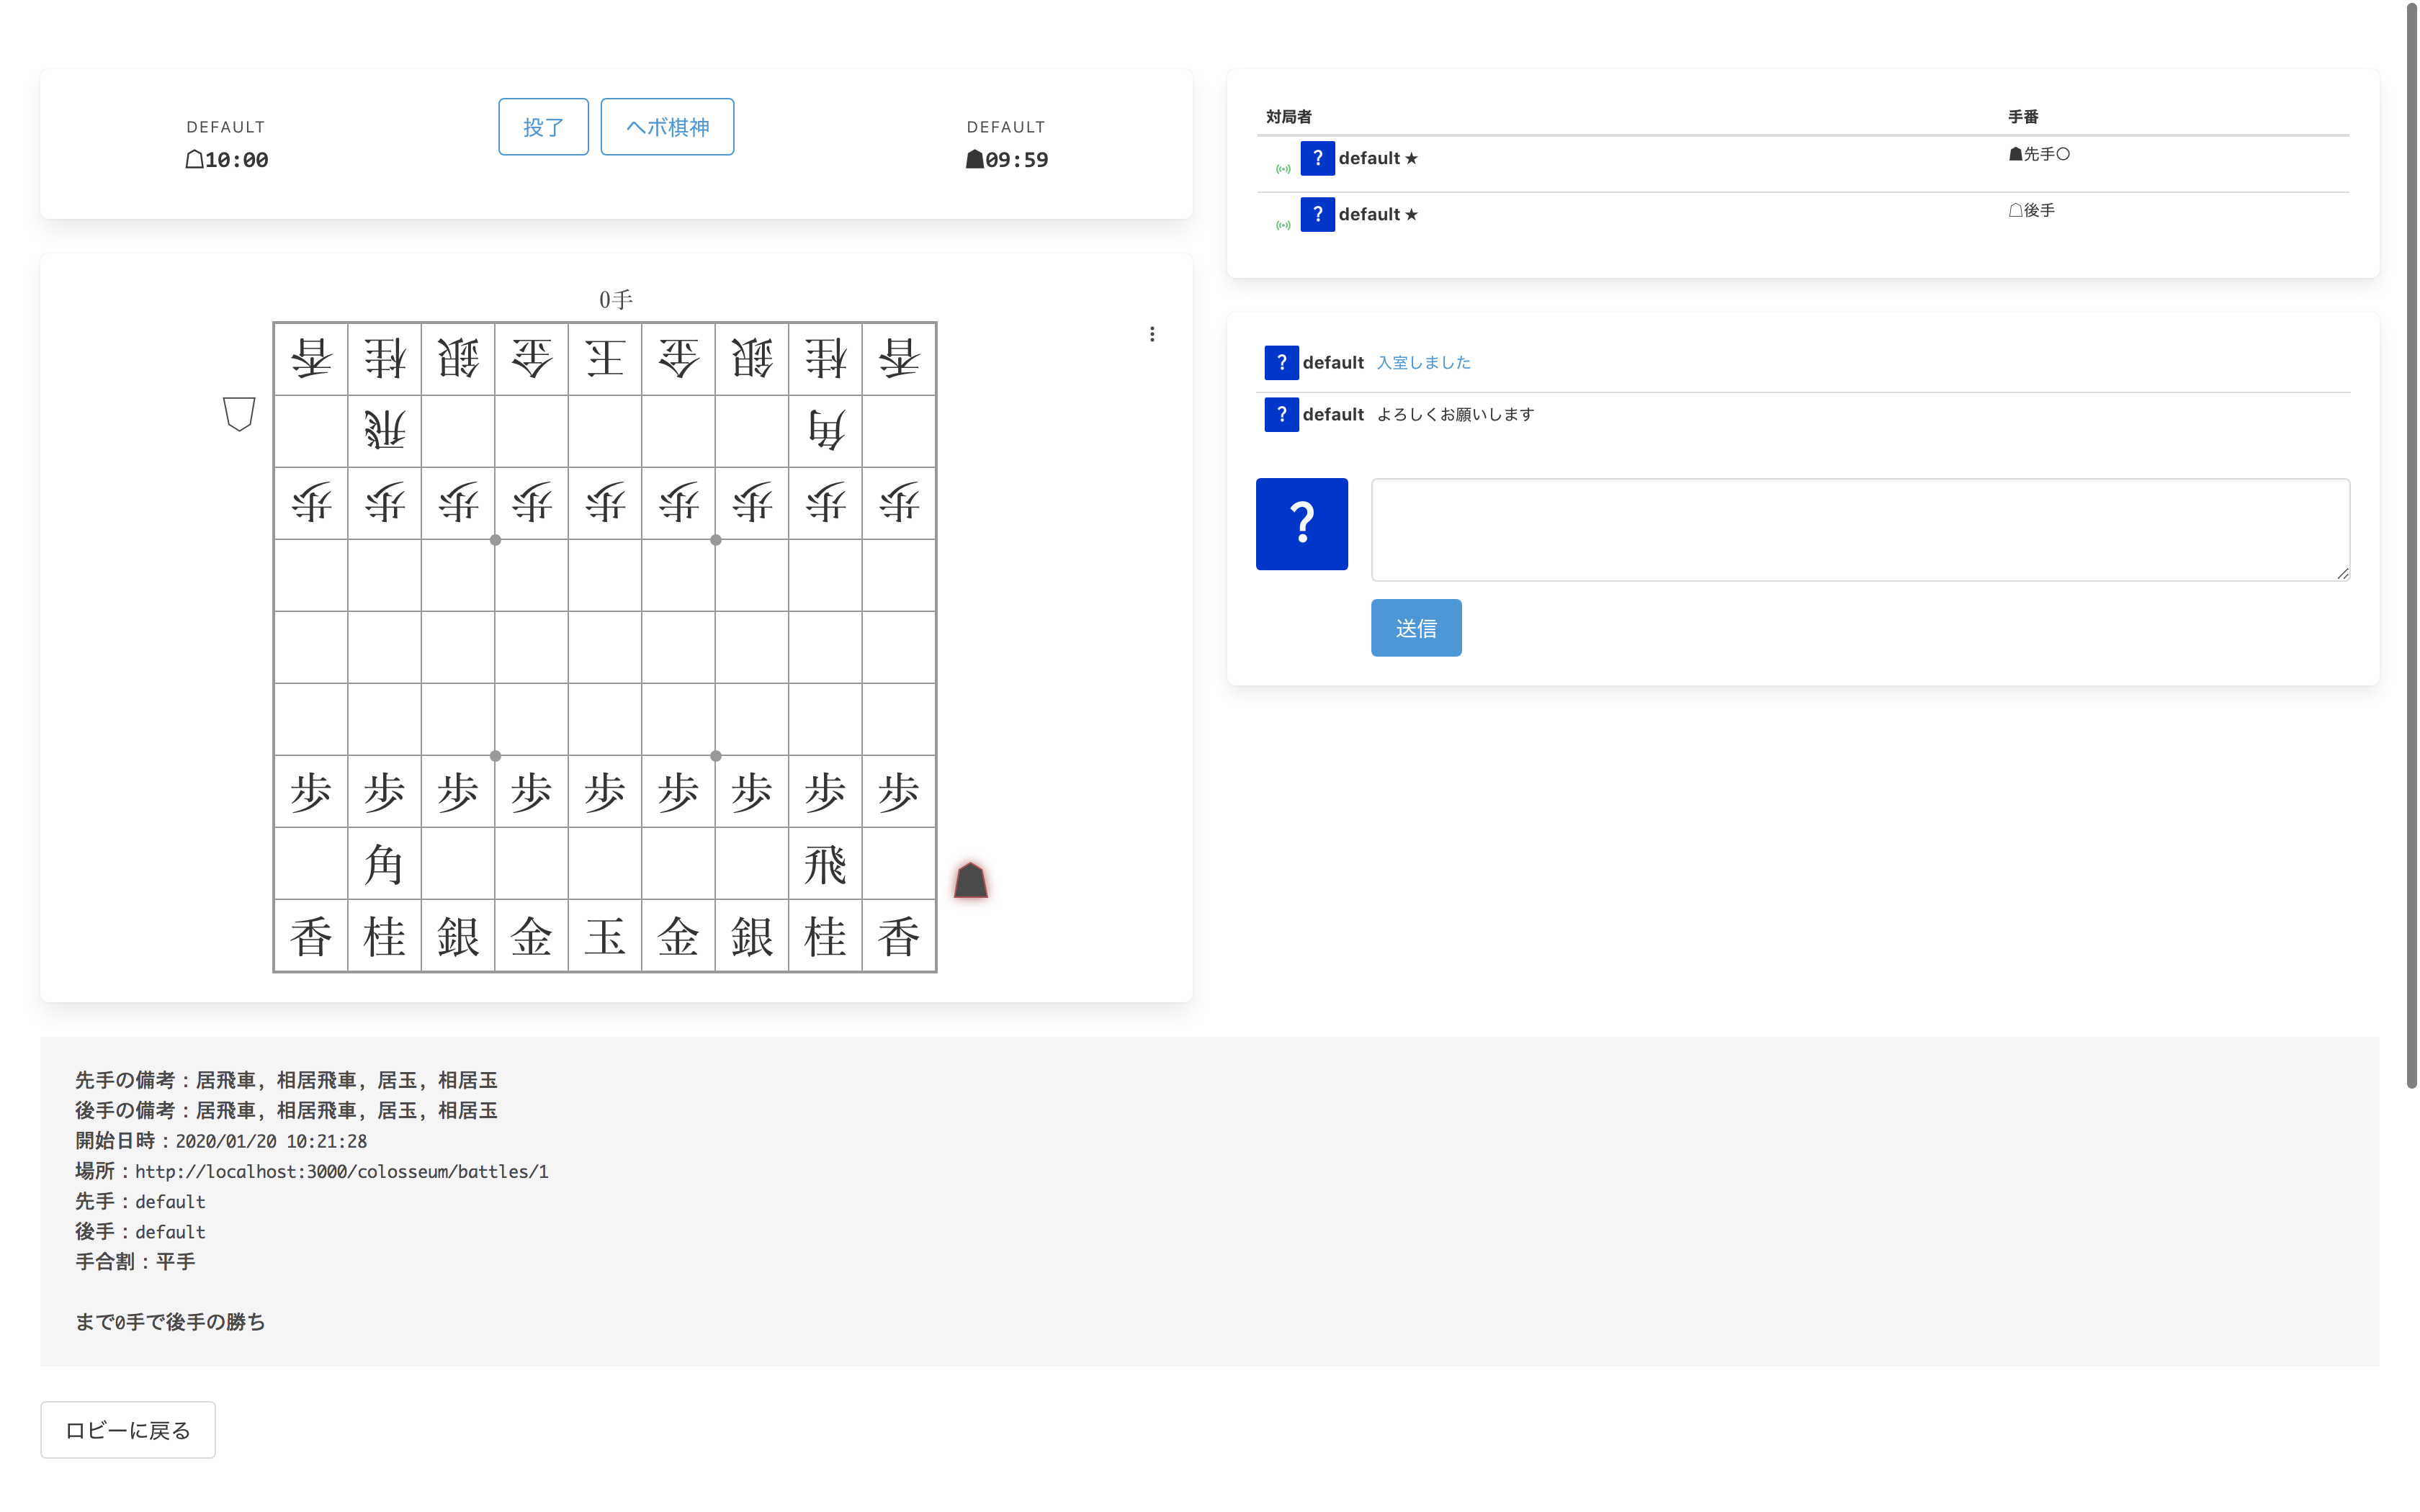 DEFAULT
☖10:00
投了
ヘボ棋神
DEFAULT
☗09:59
0手
香桂銀金王金銀桂香
飛角
歩歩歩歩歩歩歩歩歩
歩歩歩歩歩歩歩歩歩
角飛
香桂銀金玉金銀桂香
対局者 手番
? default ★ ☗先手○
? default ★ ☖後手
? default 入室しました
? default よろしくお願いします
?
送信
先手の備考：居飛車, 相居飛車, 居玉, 相居玉
後手の備考：居飛車, 相居飛車, 居玉, 相居玉
開始日時：2020/01/20 10:21:28
場所：http://localhost:3000/colosseum/battles/1
先手：default
後手：default
手合割：平手
まで0手で後手の勝ち
ロビーに戻る